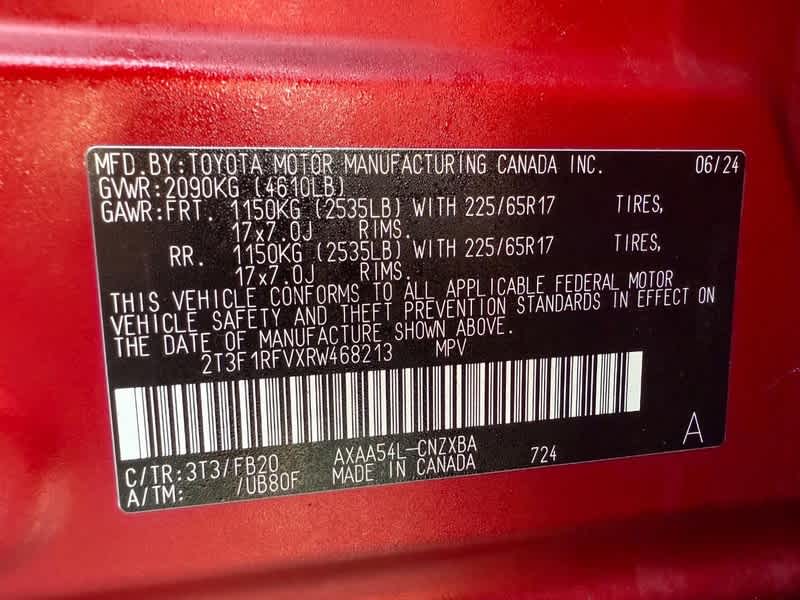 MFD.BY:TOYOTA MOTOR MANUFACTURING CANADA INC. 06/24
GVWR:2090KG (4610LB)
GAWR:FRT. 1150KG (2535LB) WITH 225/65R17 TIRES,
17x7.0J RIMS.
RR. 1150KG (2535LB) WITH 225/65R17 TIRES,
17x7.0J RIMS.
THIS VEHICLE CONFORMS TO ALL APPLICABLE FEDERAL MOTOR
VEHICLE SAFETY AND THEFT PREVENTION STANDARDS IN EFFECT ON
THE DATE OF MANUFACTURE SHOWN ABOVE.
2T3F1RFVXRW468213 MPV
A
C/TR:3T3/FB20 AXAA54L-CNZXBA 724
A/TM: /UB80F MADE IN CANADA